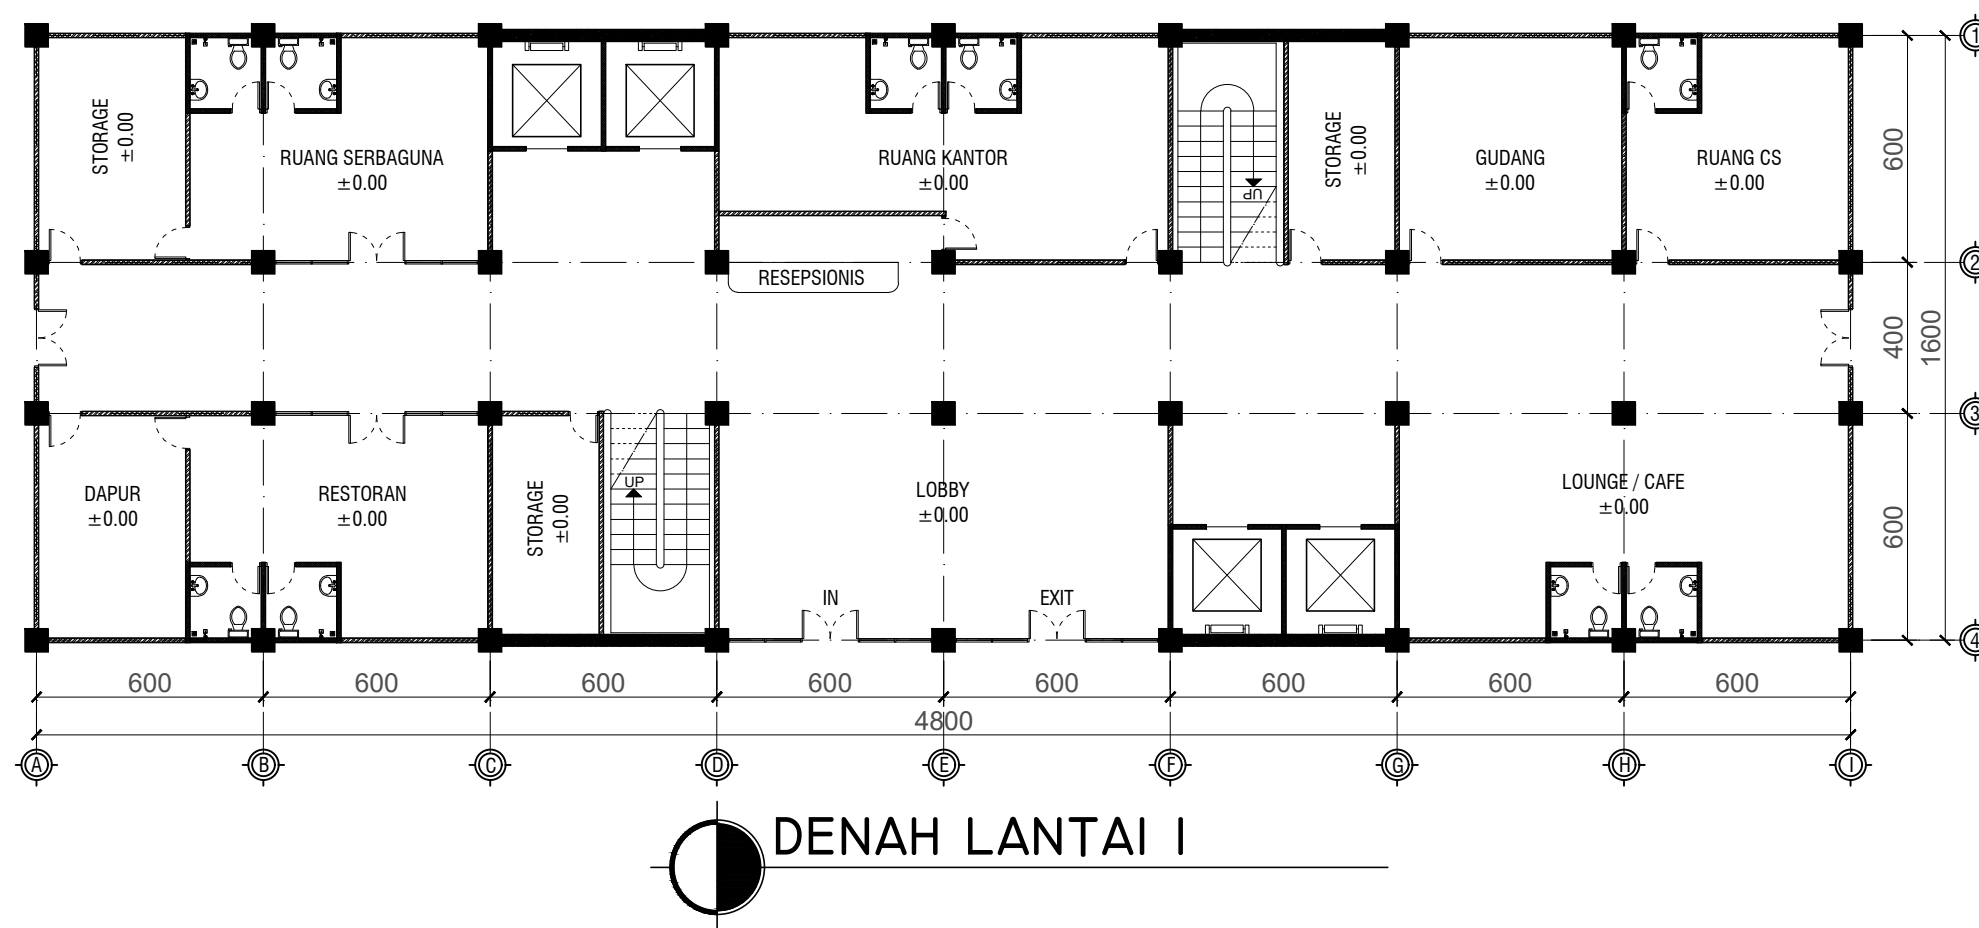 1
STORAGE
±0.00
RUANG SERBAGUNA
±0.00
RUANG KANTOR
±0.00
UP
STORAGE
±0.00
GUDANG
±0.00
RUANG CS
±0.00
600
2
RESEPSIONIS
400
1600
3
DAPUR
±0.00
RESTORAN
±0.00
STORAGE
±0.00
UP
LOBBY
±0.00
LOUNGE / CAFE
±0.00
600
IN
EXIT
4
600
600
600
600
600
600
600
600
4800
A
B
C
D
E
F
G
H
I
DENAH LANTAI I